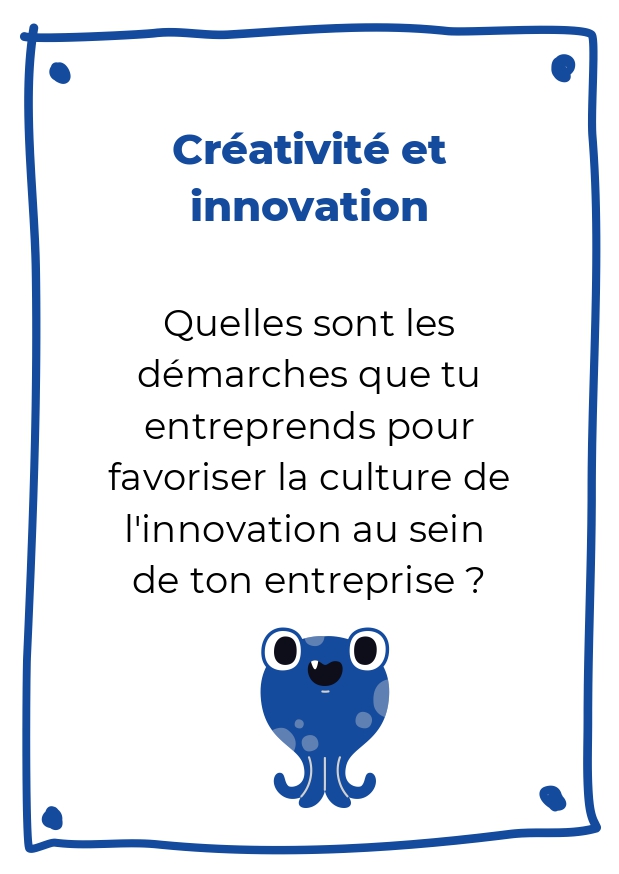 Créativité et
innovation
Quelles sont les
démarches que tu
entreprends pour
favoriser la culture de
l'innovation au sein
de ton entreprise ?